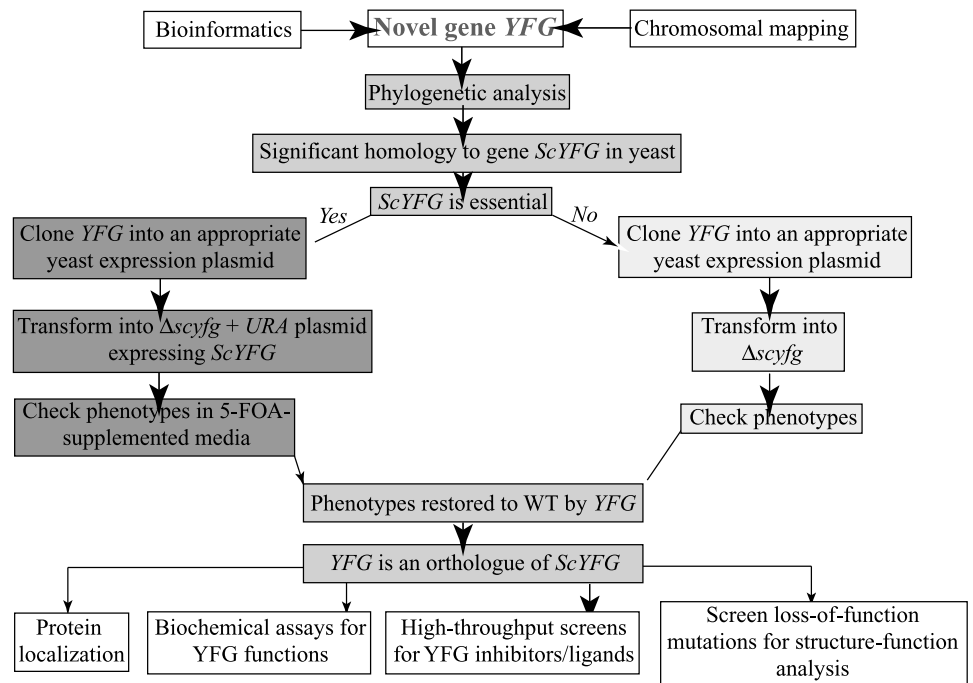 Bioinformatics
Novel gene YFG
Chromosomal mapping
Phylogenetic analysis
Significant homology to gene ScYFG in yeast
ScYFG is essential
Yes
No
Clone YFG into an appropriate
yeast expression plasmid
Clone YFG into an appropriate
yeast expression plasmid
Transform into Δscyfg + URA plasmid
expressing ScYFG
Transform into
Δscyfg
Check phenotypes in 5-FOA-
supplemented media
Check phenotypes
Phenotypes restored to WT by YFG
YFG is an orthologue of ScYFG
Protein
localization
Biochemical assays for
YFG functions
High-throughput screens
for YFG inhibitors/ligands
Screen loss-of-function
mutations for structure-function
analysis